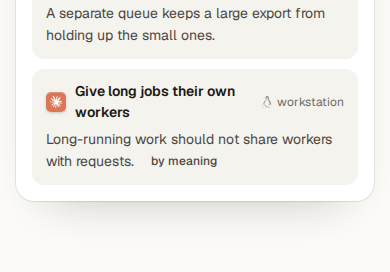 A separate queue keeps a large export from
holding up the small ones.
Give long jobs their own
workers
workstation
Long-running work should not share workers
with requests. by meaning